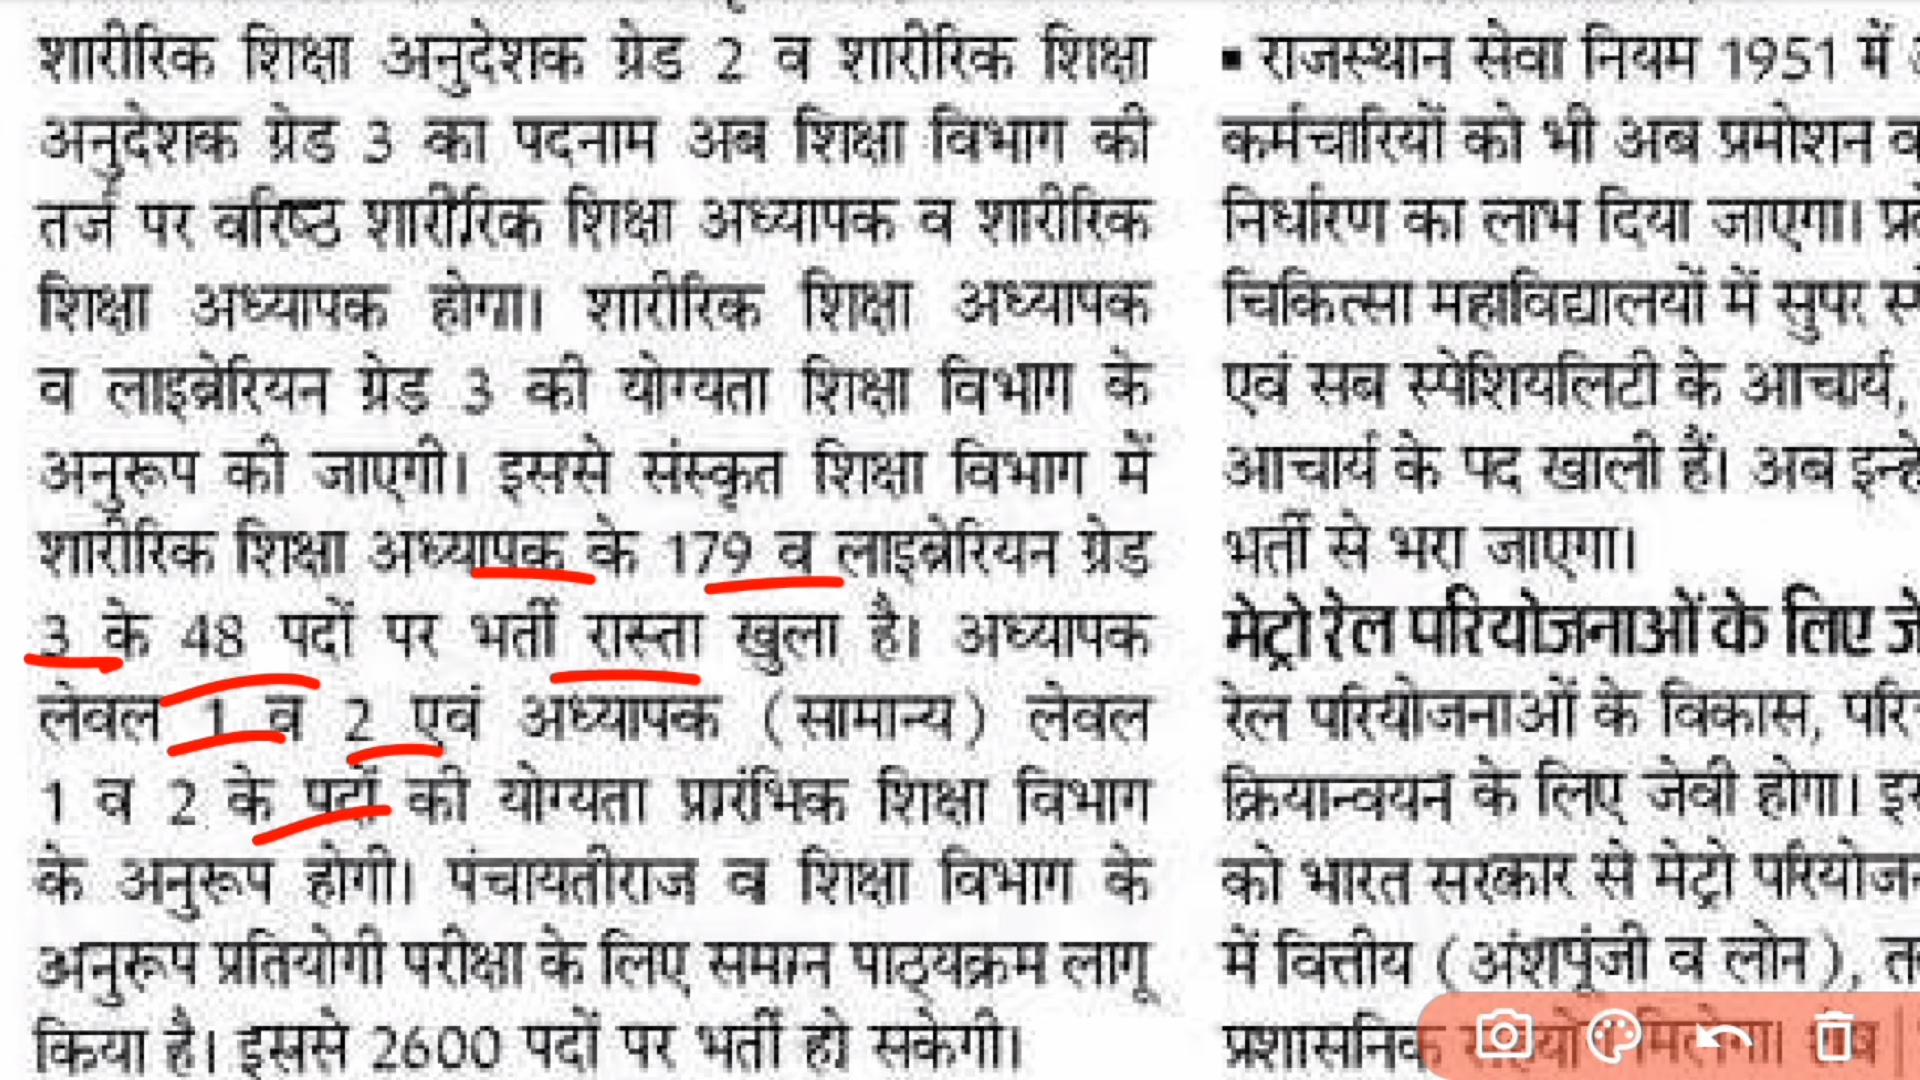 शारीरिक शिक्षा अनुदेशक ग्रेड 2 व शारीरिक शिक्षा
अनुदेशक ग्रेड 3 का पदनाम अब शिक्षा विभाग की
तर्ज पर वरिष्ठ शारीरिक शिक्षा अध्यापक व शारीरिक
शिक्षा अध्यापक होगा। शारीरिक शिक्षा अध्यापक
व लाइब्रेरियन ग्रेड 3 की योग्यता शिक्षा विभाग के
अनुरूप की जाएगी। इससे संस्कृत शिक्षा विभाग में
शारीरिक शिक्षा अध्यापक के 179 व लाइब्रेरियन ग्रेड
3 के 48 पदों पर भर्ती रास्ता खुला है। अध्यापक
लेवल 1 व 2 एवं अध्यापक (सामान्य) लेवल
1 व 2 के पदों की योग्यता प्रारंभिक शिक्षा विभाग
के अनुरूप होगी। पंचायतीराज व शिक्षा विभाग के
अनुरूप प्रतियोगी परीक्षा के लिए समान पाठ्यक्रम लागू
किया है। इससे 2600 पदों पर भर्ती हो सकेगी।
▪ राजस्थान सेवा नियम 1951 में
कर्मचारियों को भी अब प्रमोशन
निर्धारण का लाभ दिया जाएगा।
चिकित्सा महाविद्यालयों में सुपर
एवं सब स्पेशियलिटी के आचार्य,
आचार्य के पद खाली हैं। अब इन्हे
भर्ती से भरा जाएगा।
मेट्रो रेल परियोजनाओं के लिए
रेल परियोजनाओं के विकास,
क्रियान्वयन के लिए जेवी होगा।
को भारत सरकार से मेट्रो
में वित्तीय (अंशपूंजी व लोन),
प्रशासनिक